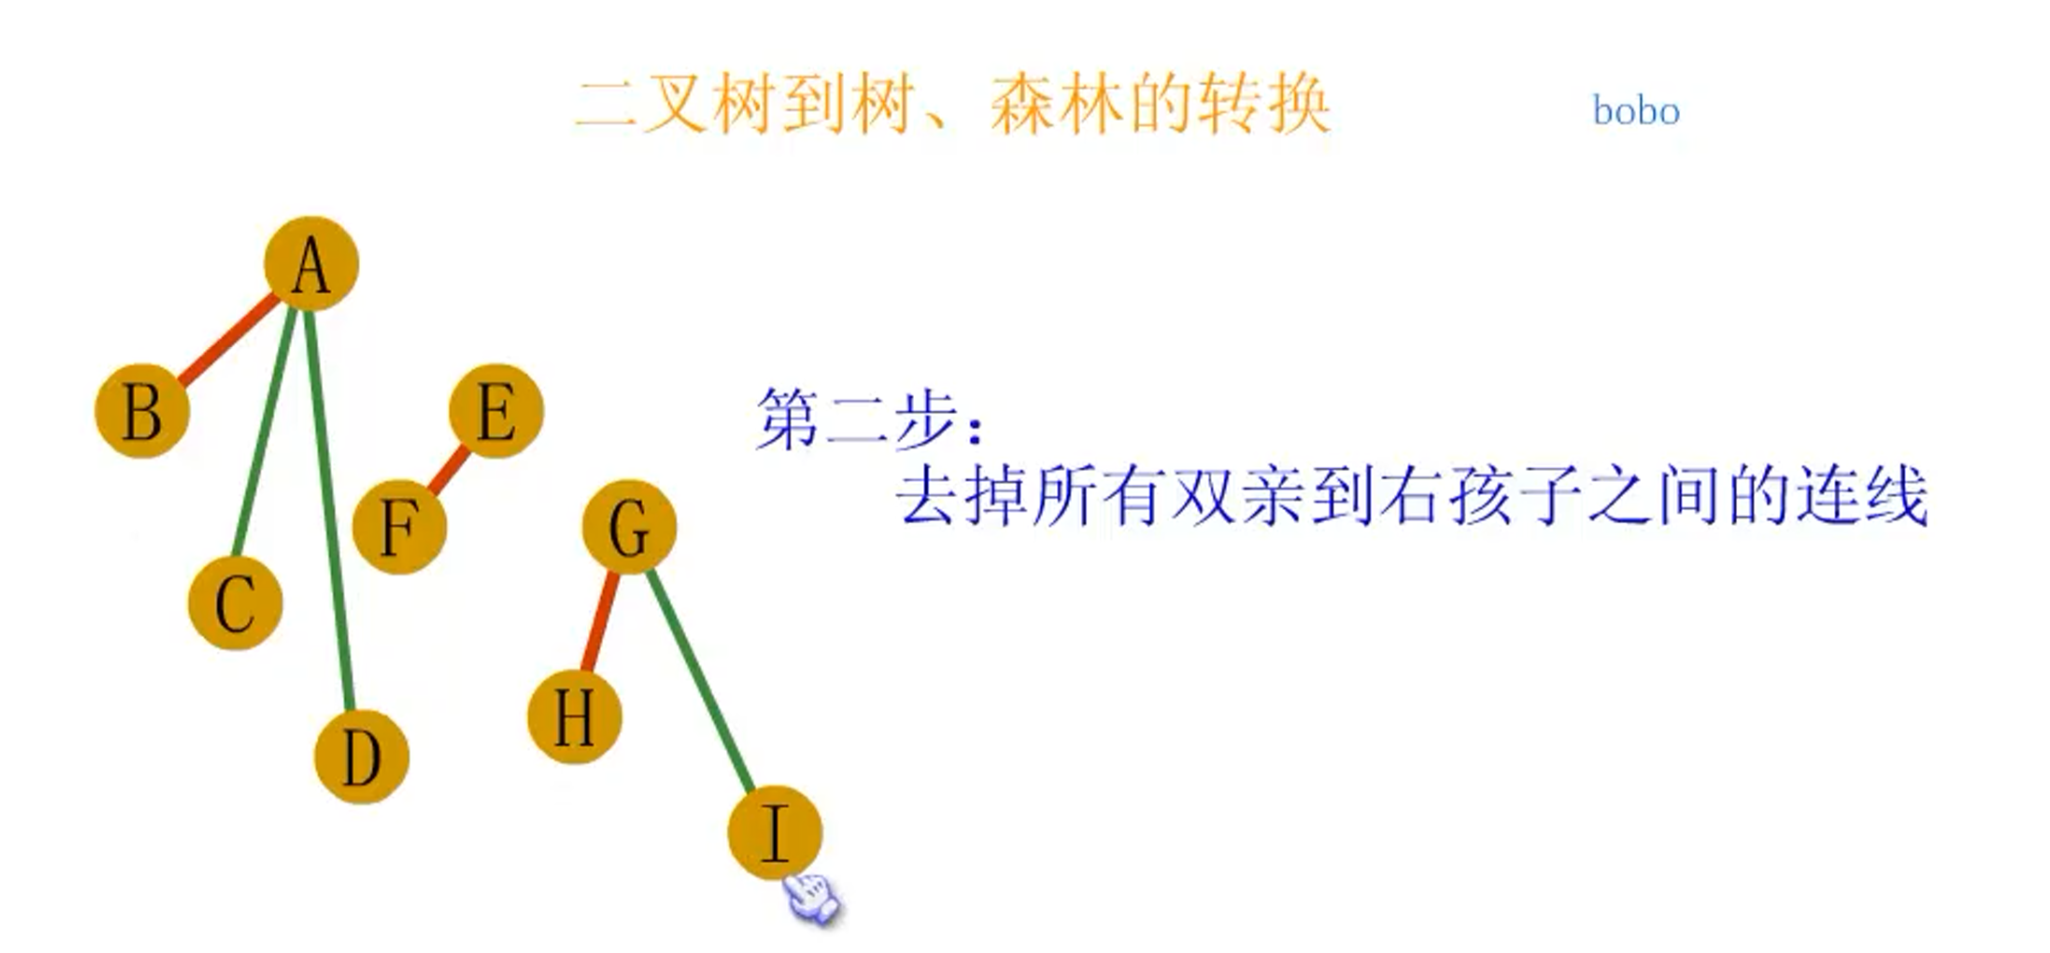 二叉树到树、森林的转换
bobo
A
B
E
第二步：
去掉所有双亲到右孩子之间的连线
F
G
C
H
D
I